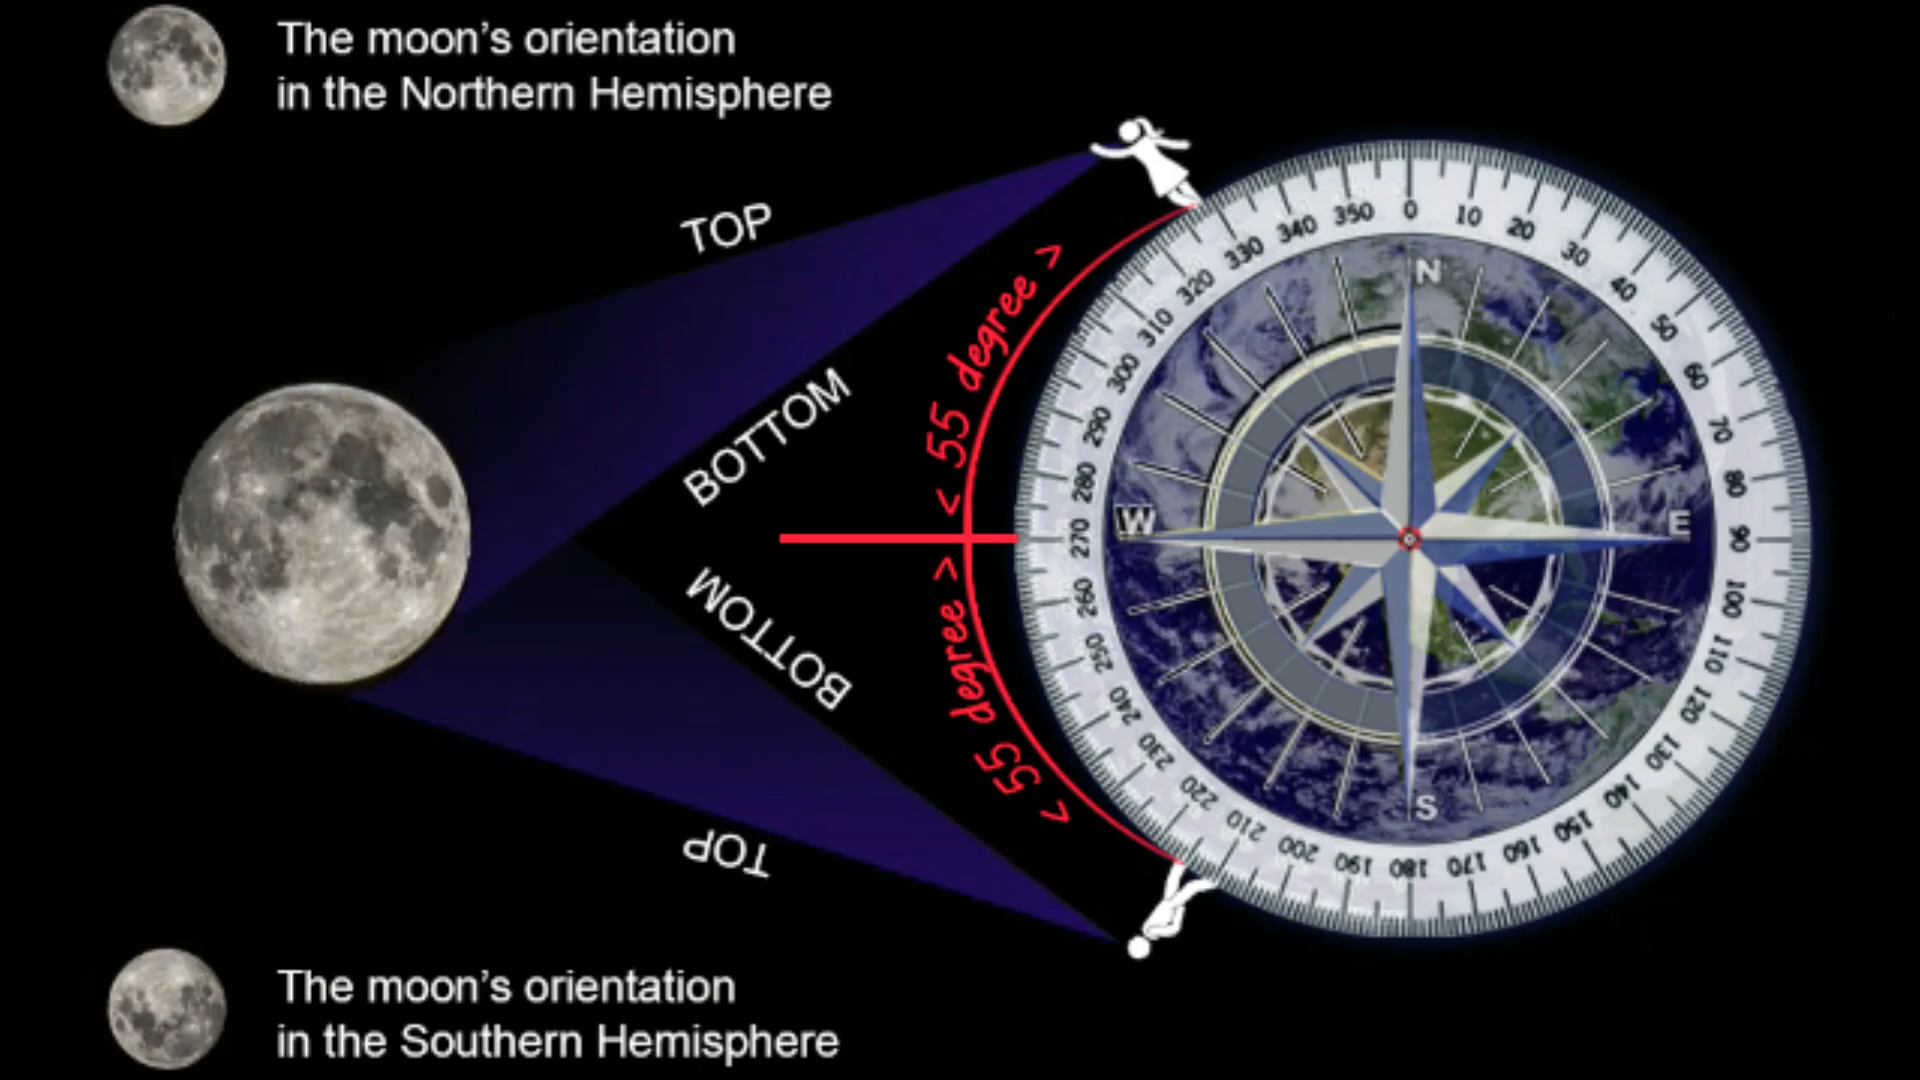 The moon's orientation
in the Northern Hemisphere
TOP
BOTTOM
< 55 degree >
< 55 degree >
BOTTOM
TOP
The moon's orientation
in the Southern Hemisphere
0
10
20
30
40
50
60
70
80
90
100
110
120
130
140
150
160
170
180
190
200
210
220
230
240
250
260
270
280
290
300
310
320
330
340
350
N
E
S
W